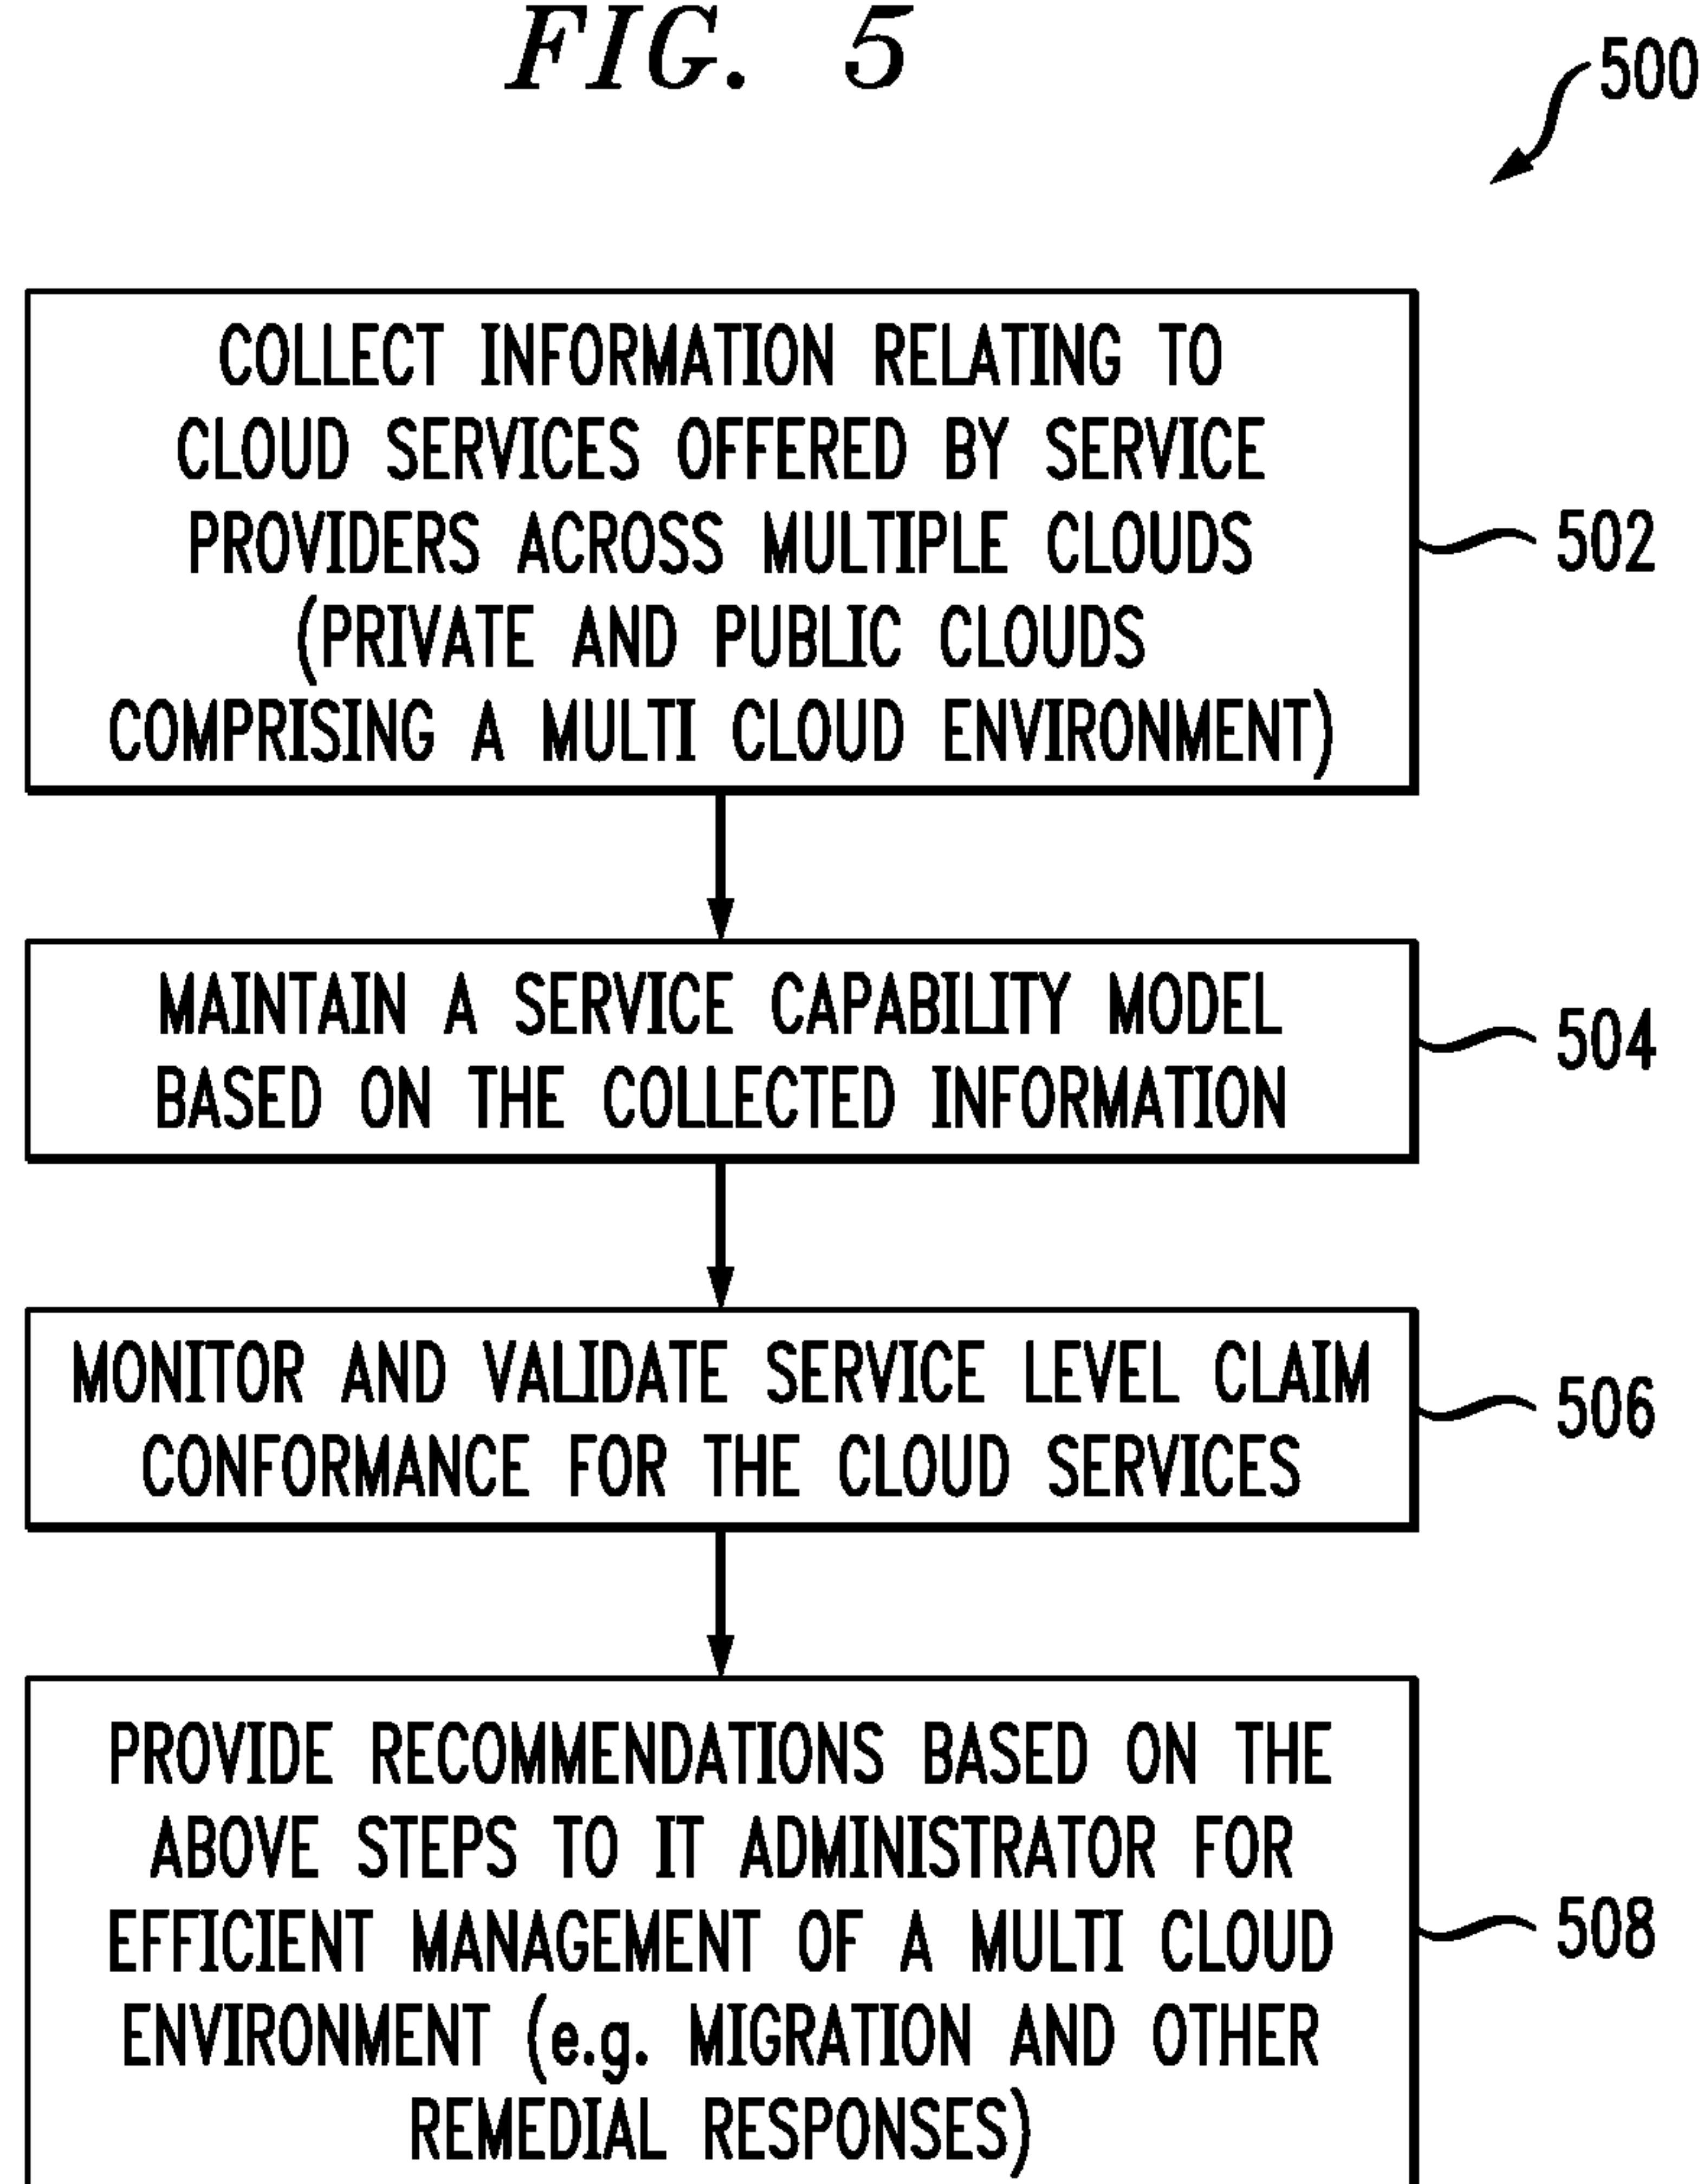 FIG. 5
500
COLLECT INFORMATION RELATING TO
CLOUD SERVICES OFFERED BY SERVICE
PROVIDERS ACROSS MULTIPLE CLOUDS
(PRIVATE AND PUBLIC CLOUDS
COMPRISING A MULTI CLOUD ENVIRONMENT)
502
MAINTAIN A SERVICE CAPABILITY MODEL
BASED ON THE COLLECTED INFORMATION
504
MONITOR AND VALIDATE SERVICE LEVEL CLAIM
CONFORMANCE FOR THE CLOUD SERVICES
506
PROVIDE RECOMMENDATIONS BASED ON THE
ABOVE STEPS TO IT ADMINISTRATOR FOR
EFFICIENT MANAGEMENT OF A MULTI CLOUD
ENVIRONMENT (e.g. MIGRATION AND OTHER
REMEDIAL RESPONSES)
508